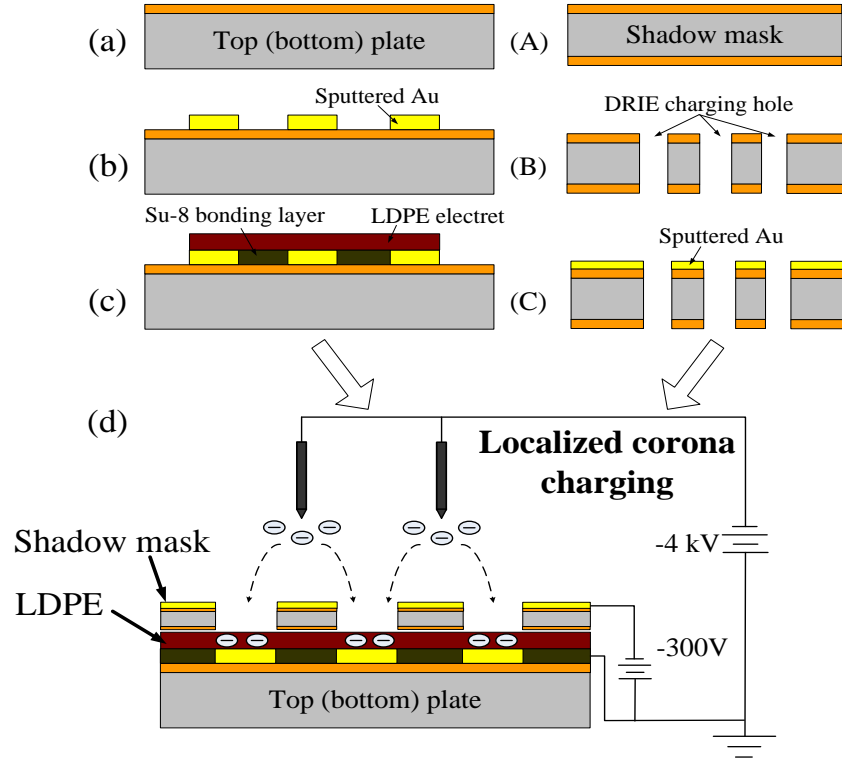 (a)
Top (bottom) plate
(A)
Shadow mask
Sputtered Au
(b)
DRIE charging hole
(B)
Su-8 bonding layer
LDPE electret
(c)
Sputtered Au
(C)
(d)
Localized corona
charging
-4 kV
Shadow mask
LDPE
-300V
Top (bottom) plate